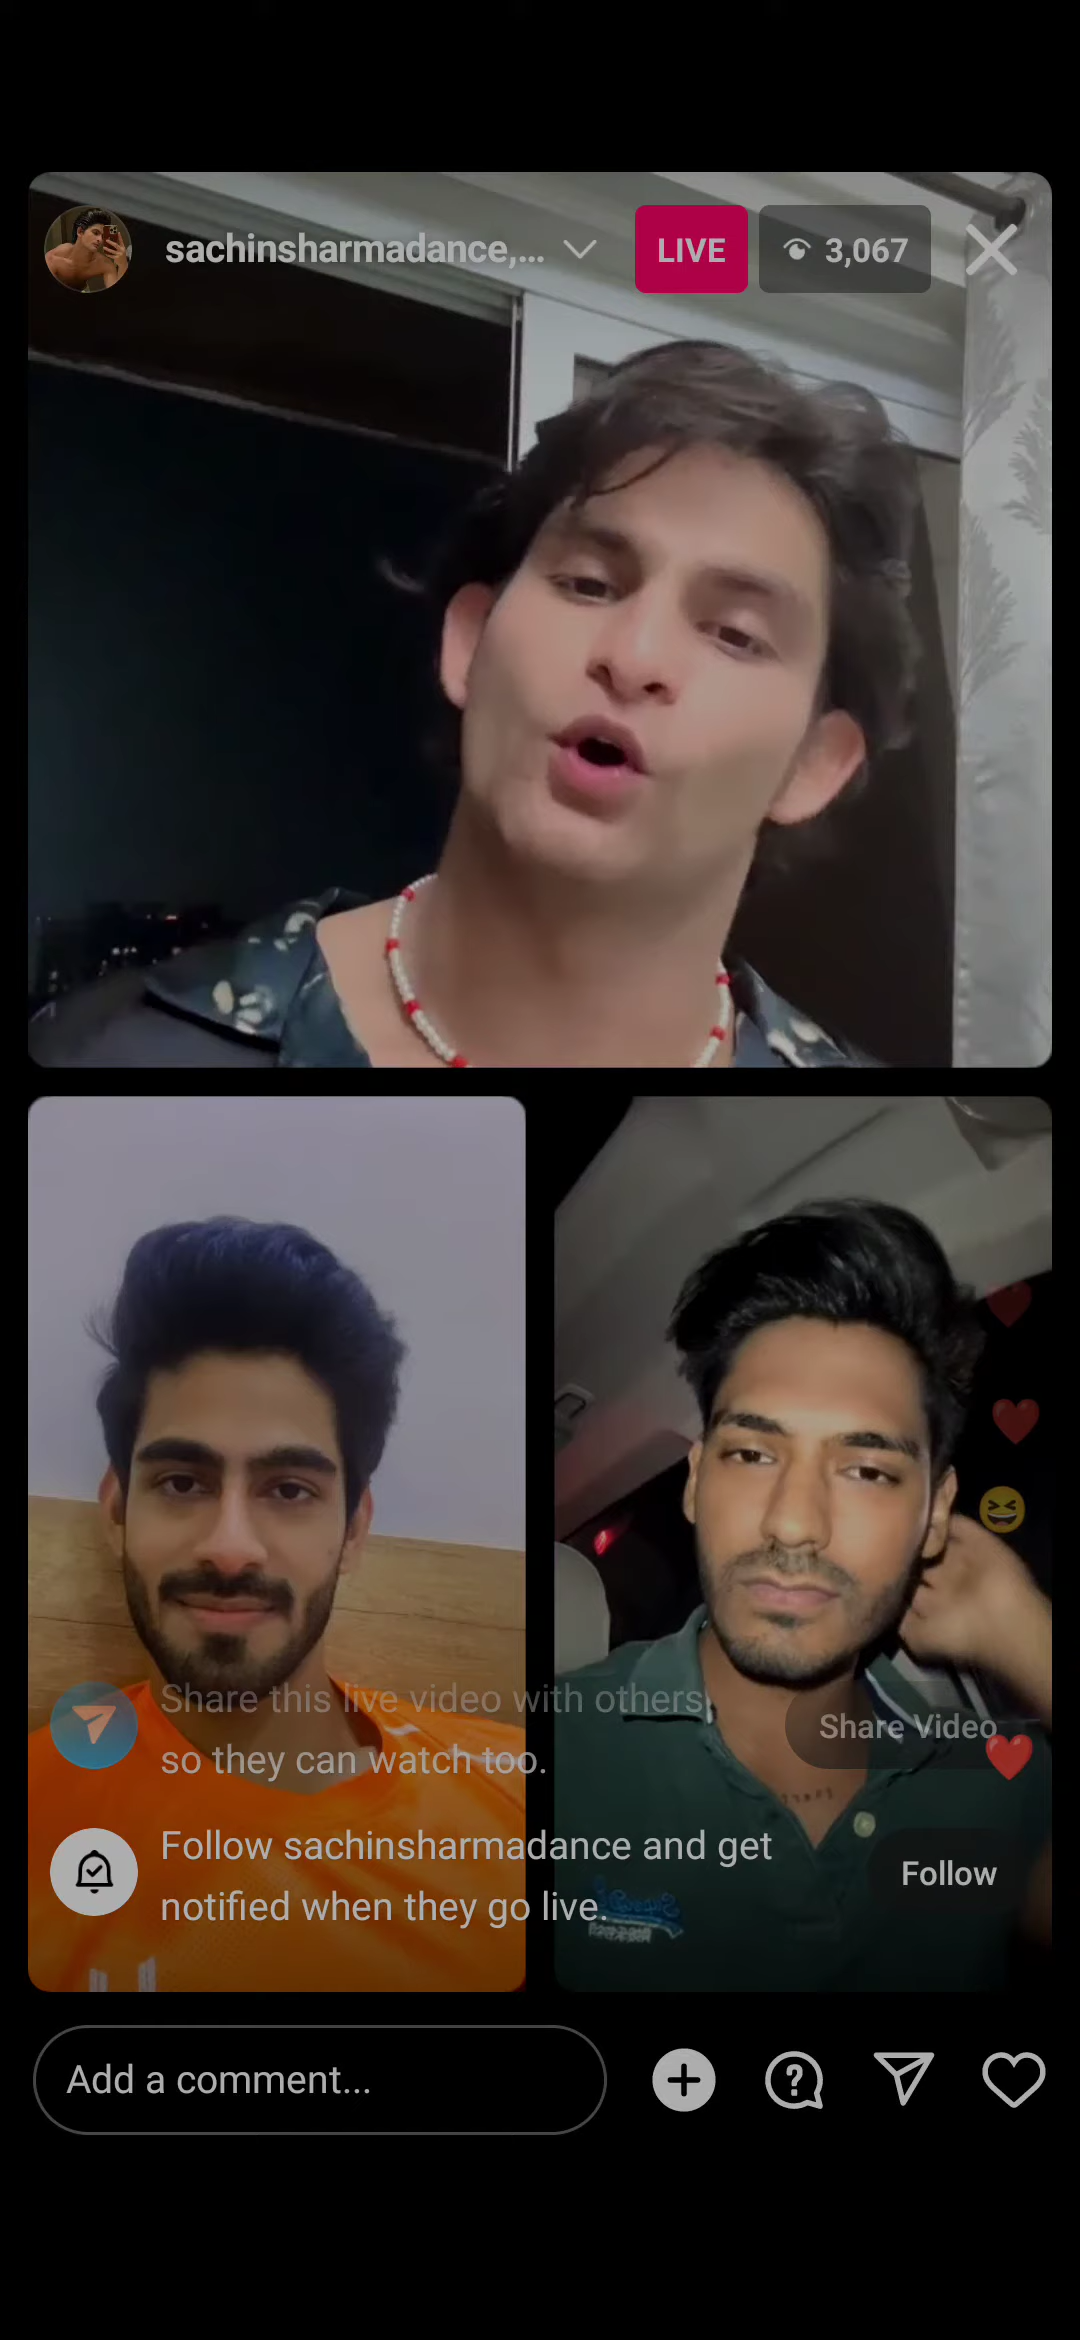 sachinsharmadance,...
LIVE
3,067
Share this live video with others
so they can watch too.
Share Video
Follow sachinsharmadance and get
notified when they go live.
Follow
Add a comment...